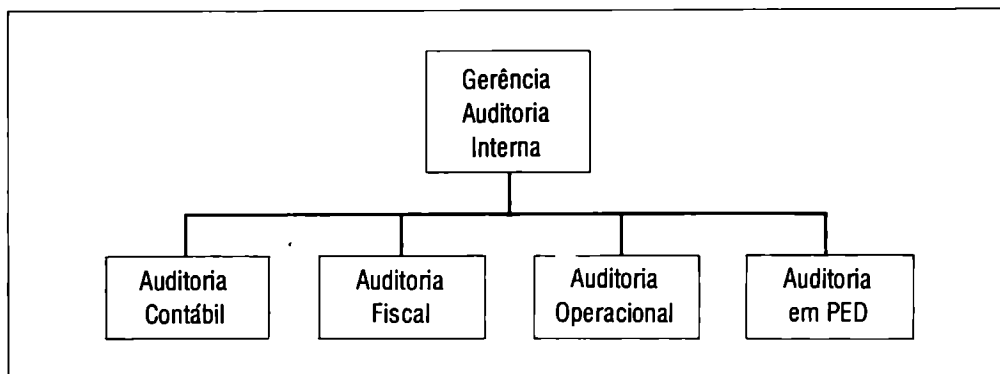 Gerência
Auditoria
Interna
Auditoria
Contábil
Auditoria
Fiscal
Auditoria
Operacional
Auditoria
em PED